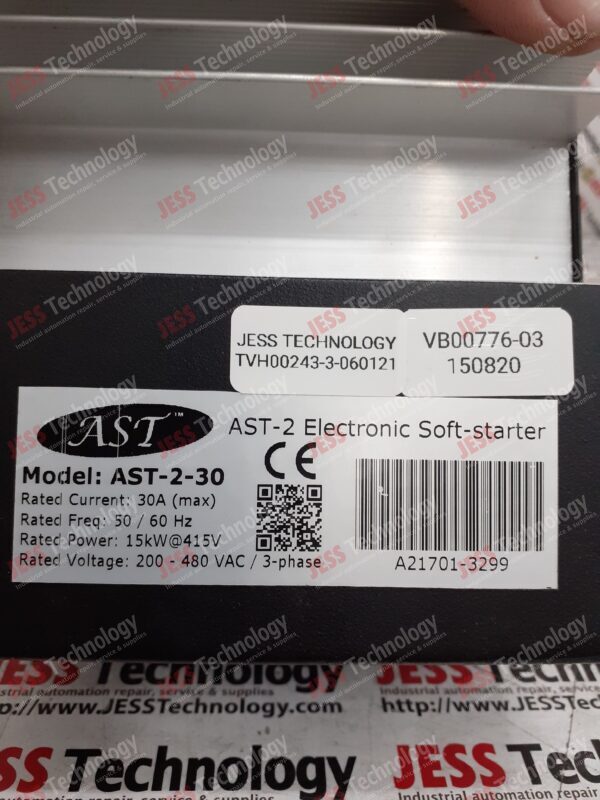 JESS TECHNOLOGY
TVH00243-3-060121
VB00776-03
150820
AST™
AST-2 Electronic Soft-starter
CE
Model: AST-2-30
Rated Current: 30A (max)
Rated Freq: 50 / 60 Hz
Rated Power: 15kW@415V
Rated Voltage: 200 - 480 VAC / 3-phase
A21701-3299
JESS Technology
Industrial automation repair, service & supplies
http://www.JESSTechnology.com
JESS Technology